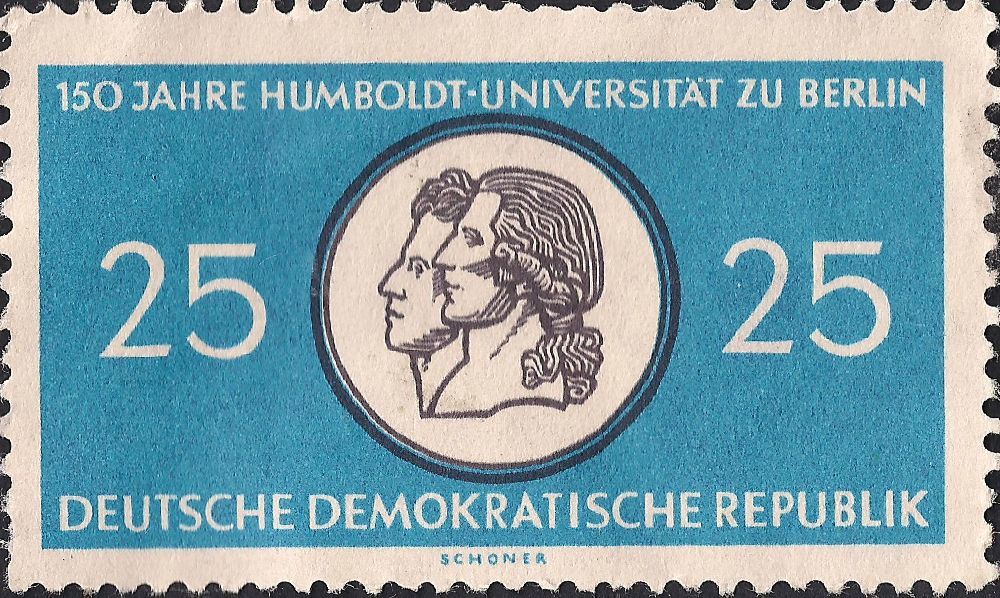 150 JAHRE HUMBOLDT-UNIVERSITÄT ZU BERLIN
25 25
DEUTSCHE DEMOKRATISCHE REPUBLIK
SCHONER